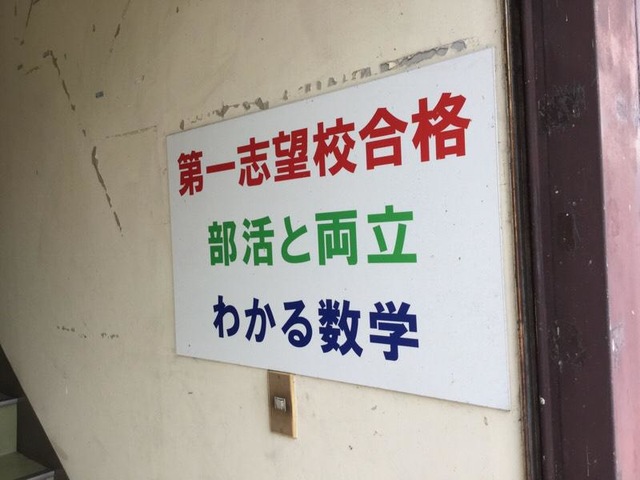 第一志望校合格
部活と両立
わかる数学